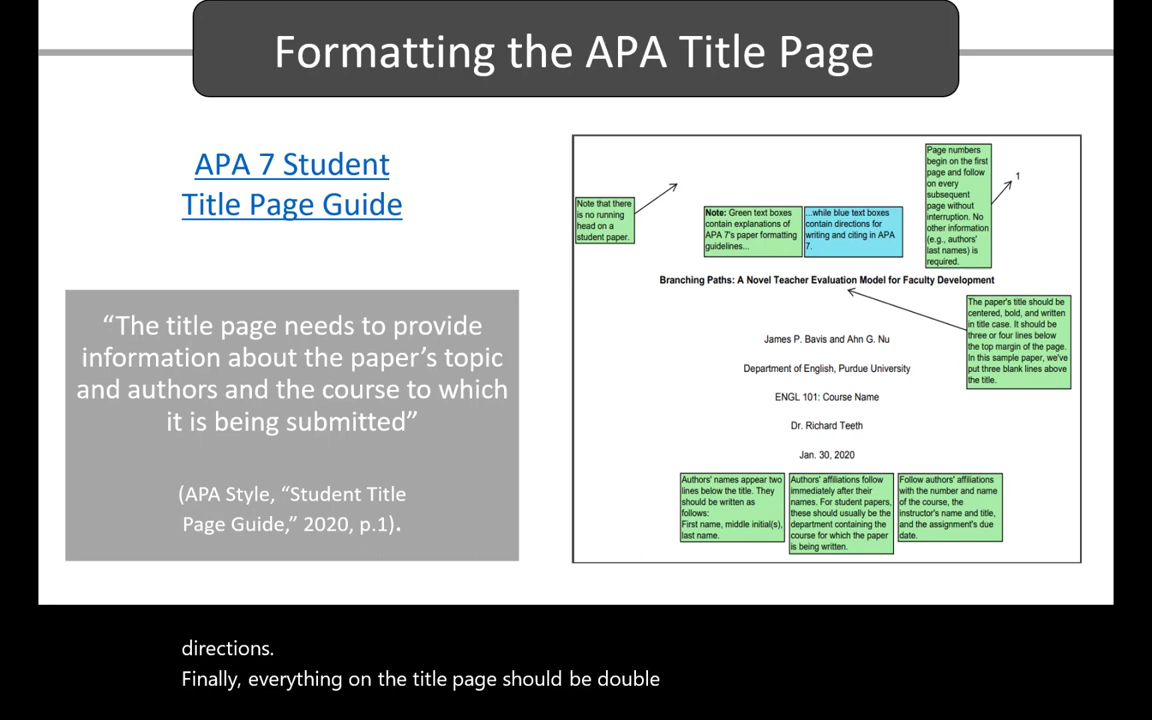 Formatting the APA Title Page
APA 7 Student
Title Page Guide
“The title page needs to provide
information about the paper’s topic
and authors and the course to which
it is being submitted”
(APA Style, “Student Title
Page Guide,” 2020, p.1).
Note that there
is no running
head on a
student paper.
Note: Green text boxes
contain explanations of
APA 7's paper formatting
guidelines...
...while blue text boxes
contain directions for
writing and citing in APA
7.
Page numbers
begin on the first
page and follow
on every
subsequent
page without
interruption. No
other information
(e.g., authors'
last names) is
required.
1
Branching Paths: A Novel Teacher Evaluation Model for Faculty Development
The paper's title should be
centered, bold, and written
in title case. It should be
three or four lines below
the top margin of the page.
In this sample paper, we've
put three blank lines above
the title.
James P. Bavis and Ahn G. Nu
Department of English, Purdue University
ENGL 101: Course Name
Dr. Richard Teeth
Jan. 30, 2020
Authors' names appear two
lines below the title. They
should be written as
follows:
First name, middle initial(s),
last name.
Authors' affiliations follow
immediately after their
names. For student papers,
these should usually be the
department containing the
course for which the paper
is being written.
Follow authors' affiliations
with the number and name
of the course, the
instructor's name and title,
and the assignment's due
date.
directions.
Finally, everything on the title page should be double